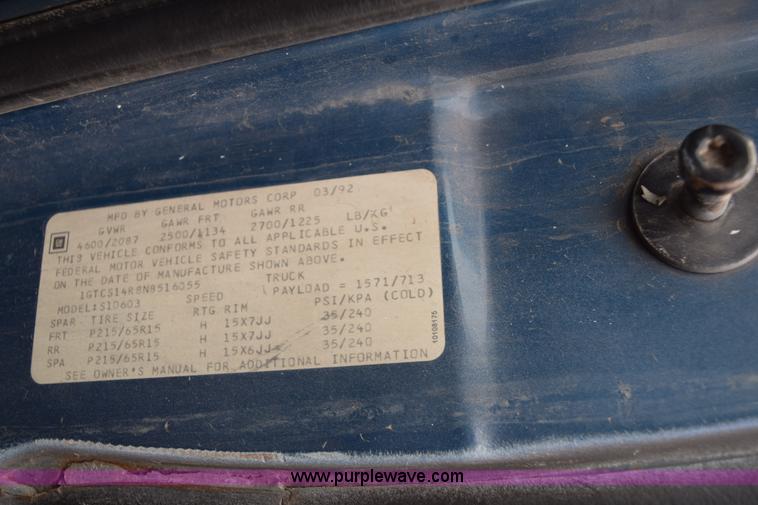 MFD BY GENERAL MOTORS CORP 03/92
GVWR GAWR FRT GAWR RR
4600/2087 2500/1134 2700/1225 LB/KG
THIS VEHICLE CONFORMS TO ALL APPLICABLE U.S.
FEDERAL MOTOR VEHICLE SAFETY STANDARDS IN EFFECT
ON THE DATE OF MANUFACTURE SHOWN ABOVE.
1GTCS14R8N8516055 TRUCK
MODEL:S10603 SPEED PAYLOAD = 1571/713
SPAR TIRE SIZE RTG RIM PSI/KPA (COLD)
FRT P215/65R15 H 15X7JJ 35/240
RR P215/65R15 H 15X7JJ 35/240
SPA P215/65R15 H 15X6JJ 35/240
SEE OWNER'S MANUAL FOR ADDITIONAL INFORMATION
10108175
GM
www.purplewave.com